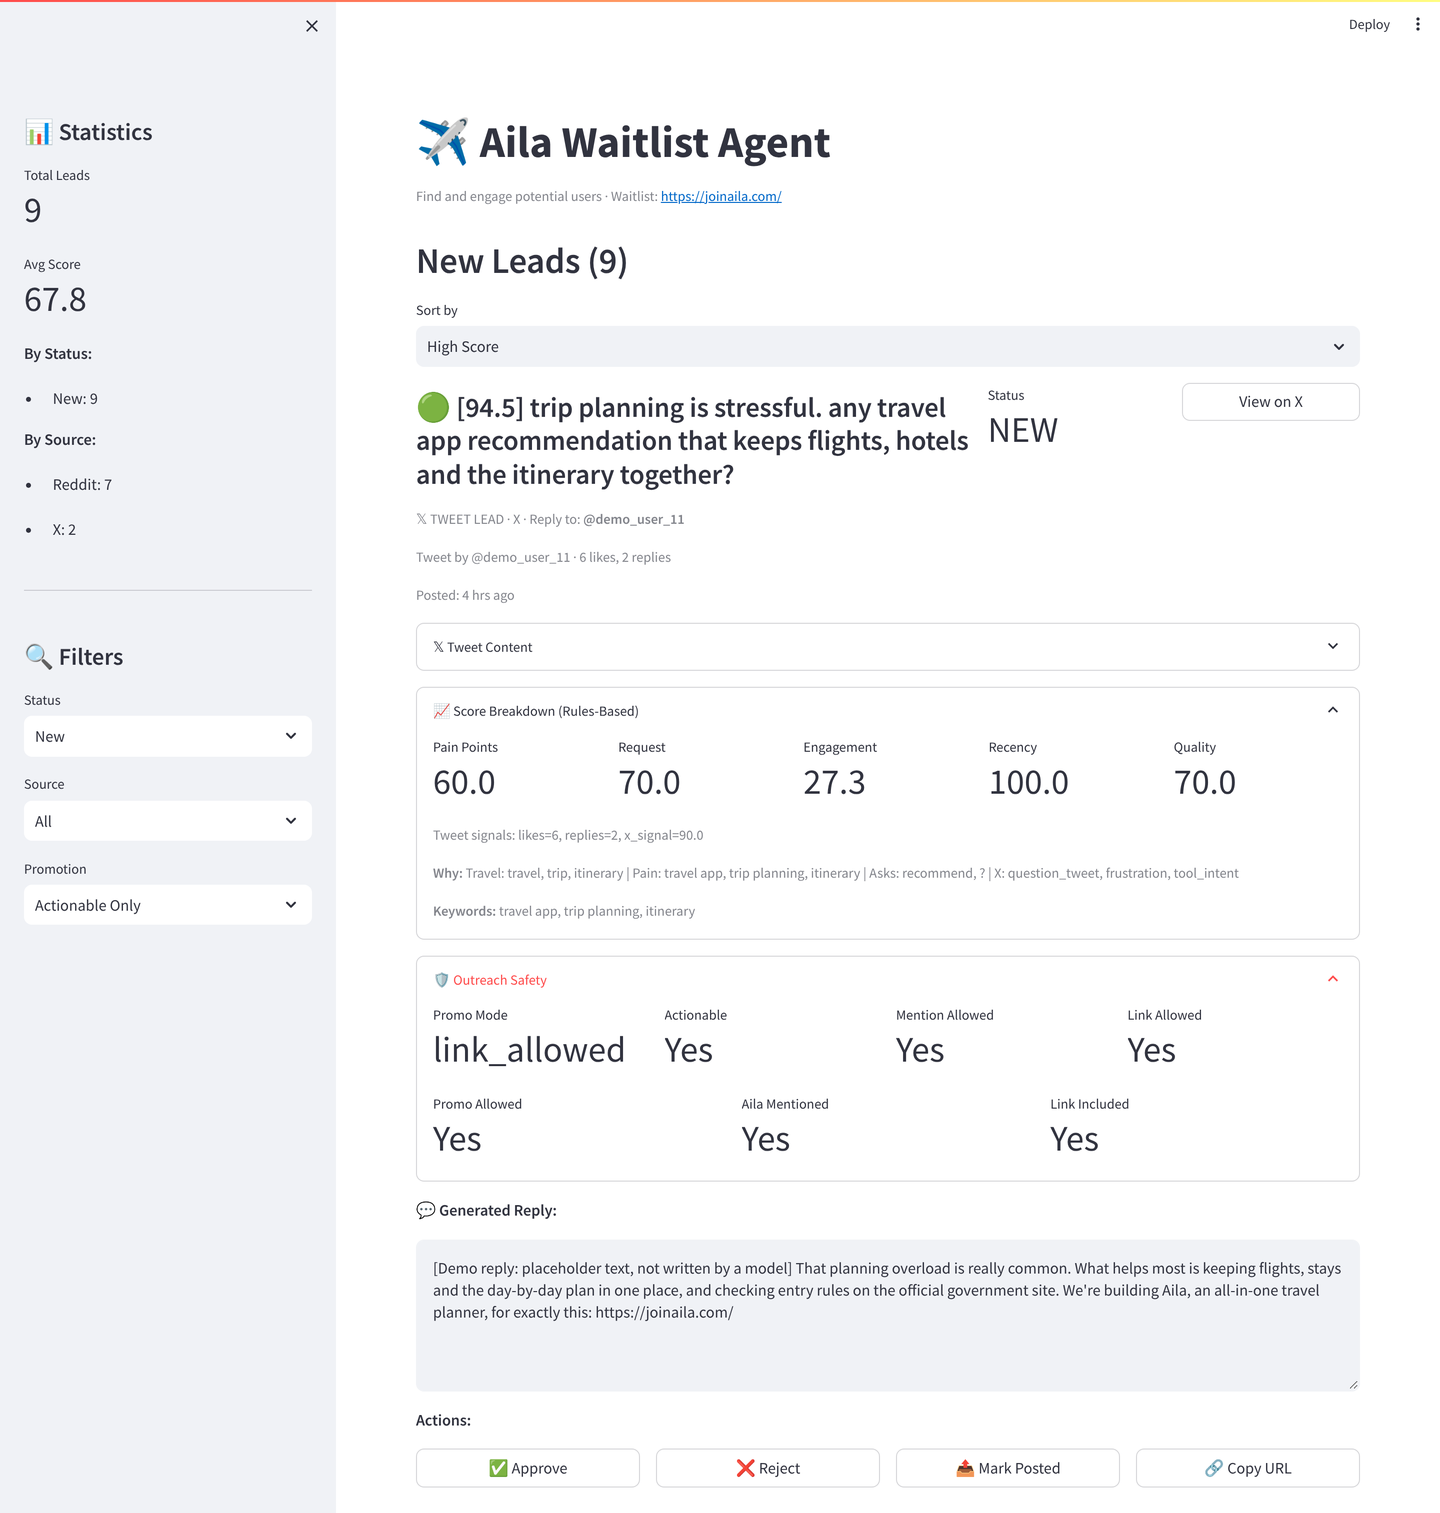 Deploy
📊 Statistics
Total Leads
9
Avg Score
67.8
By Status:
• New: 9
By Source:
• Reddit: 7
• X: 2
🔍 Filters
Status
New
Source
All
Promotion
Actionable Only
✈️ Aila Waitlist Agent
Find and engage potential users · Waitlist: https://joinaila.com/
New Leads (9)
Sort by
High Score
🟢 [94.5] trip planning is stressful. any travel
app recommendation that keeps flights, hotels
and the itinerary together?
Status
NEW
View on X
𝕏 TWEET LEAD · X · Reply to: @demo_user_11
Tweet by @demo_user_11 · 6 likes, 2 replies
Posted: 4 hrs ago
𝕏 Tweet Content
📈 Score Breakdown (Rules-Based)
Pain Points Request Engagement Recency Quality
60.0 70.0 27.3 100.0 70.0
Tweet signals: likes=6, replies=2, x_signal=90.0
Why: Travel: travel, trip, itinerary | Pain: travel app, trip planning, itinerary | Asks: recommend, ? | X: question_tweet, frustration, tool_intent
Keywords: travel app, trip planning, itinerary
🛡️ Outreach Safety
Promo Mode Actionable Mention Allowed Link Allowed
link_allowed Yes Yes Yes
Promo Allowed Aila Mentioned Link Included
Yes Yes Yes
💬 Generated Reply:
[Demo reply: placeholder text, not written by a model] That planning overload is really common. What helps most is keeping flights, stays
and the day-by-day plan in one place, and checking entry rules on the official government site. We're building Aila, an all-in-one travel
planner, for exactly this: https://joinaila.com/
Actions:
✅ Approve ❌ Reject 📤 Mark Posted 🔗 Copy URL